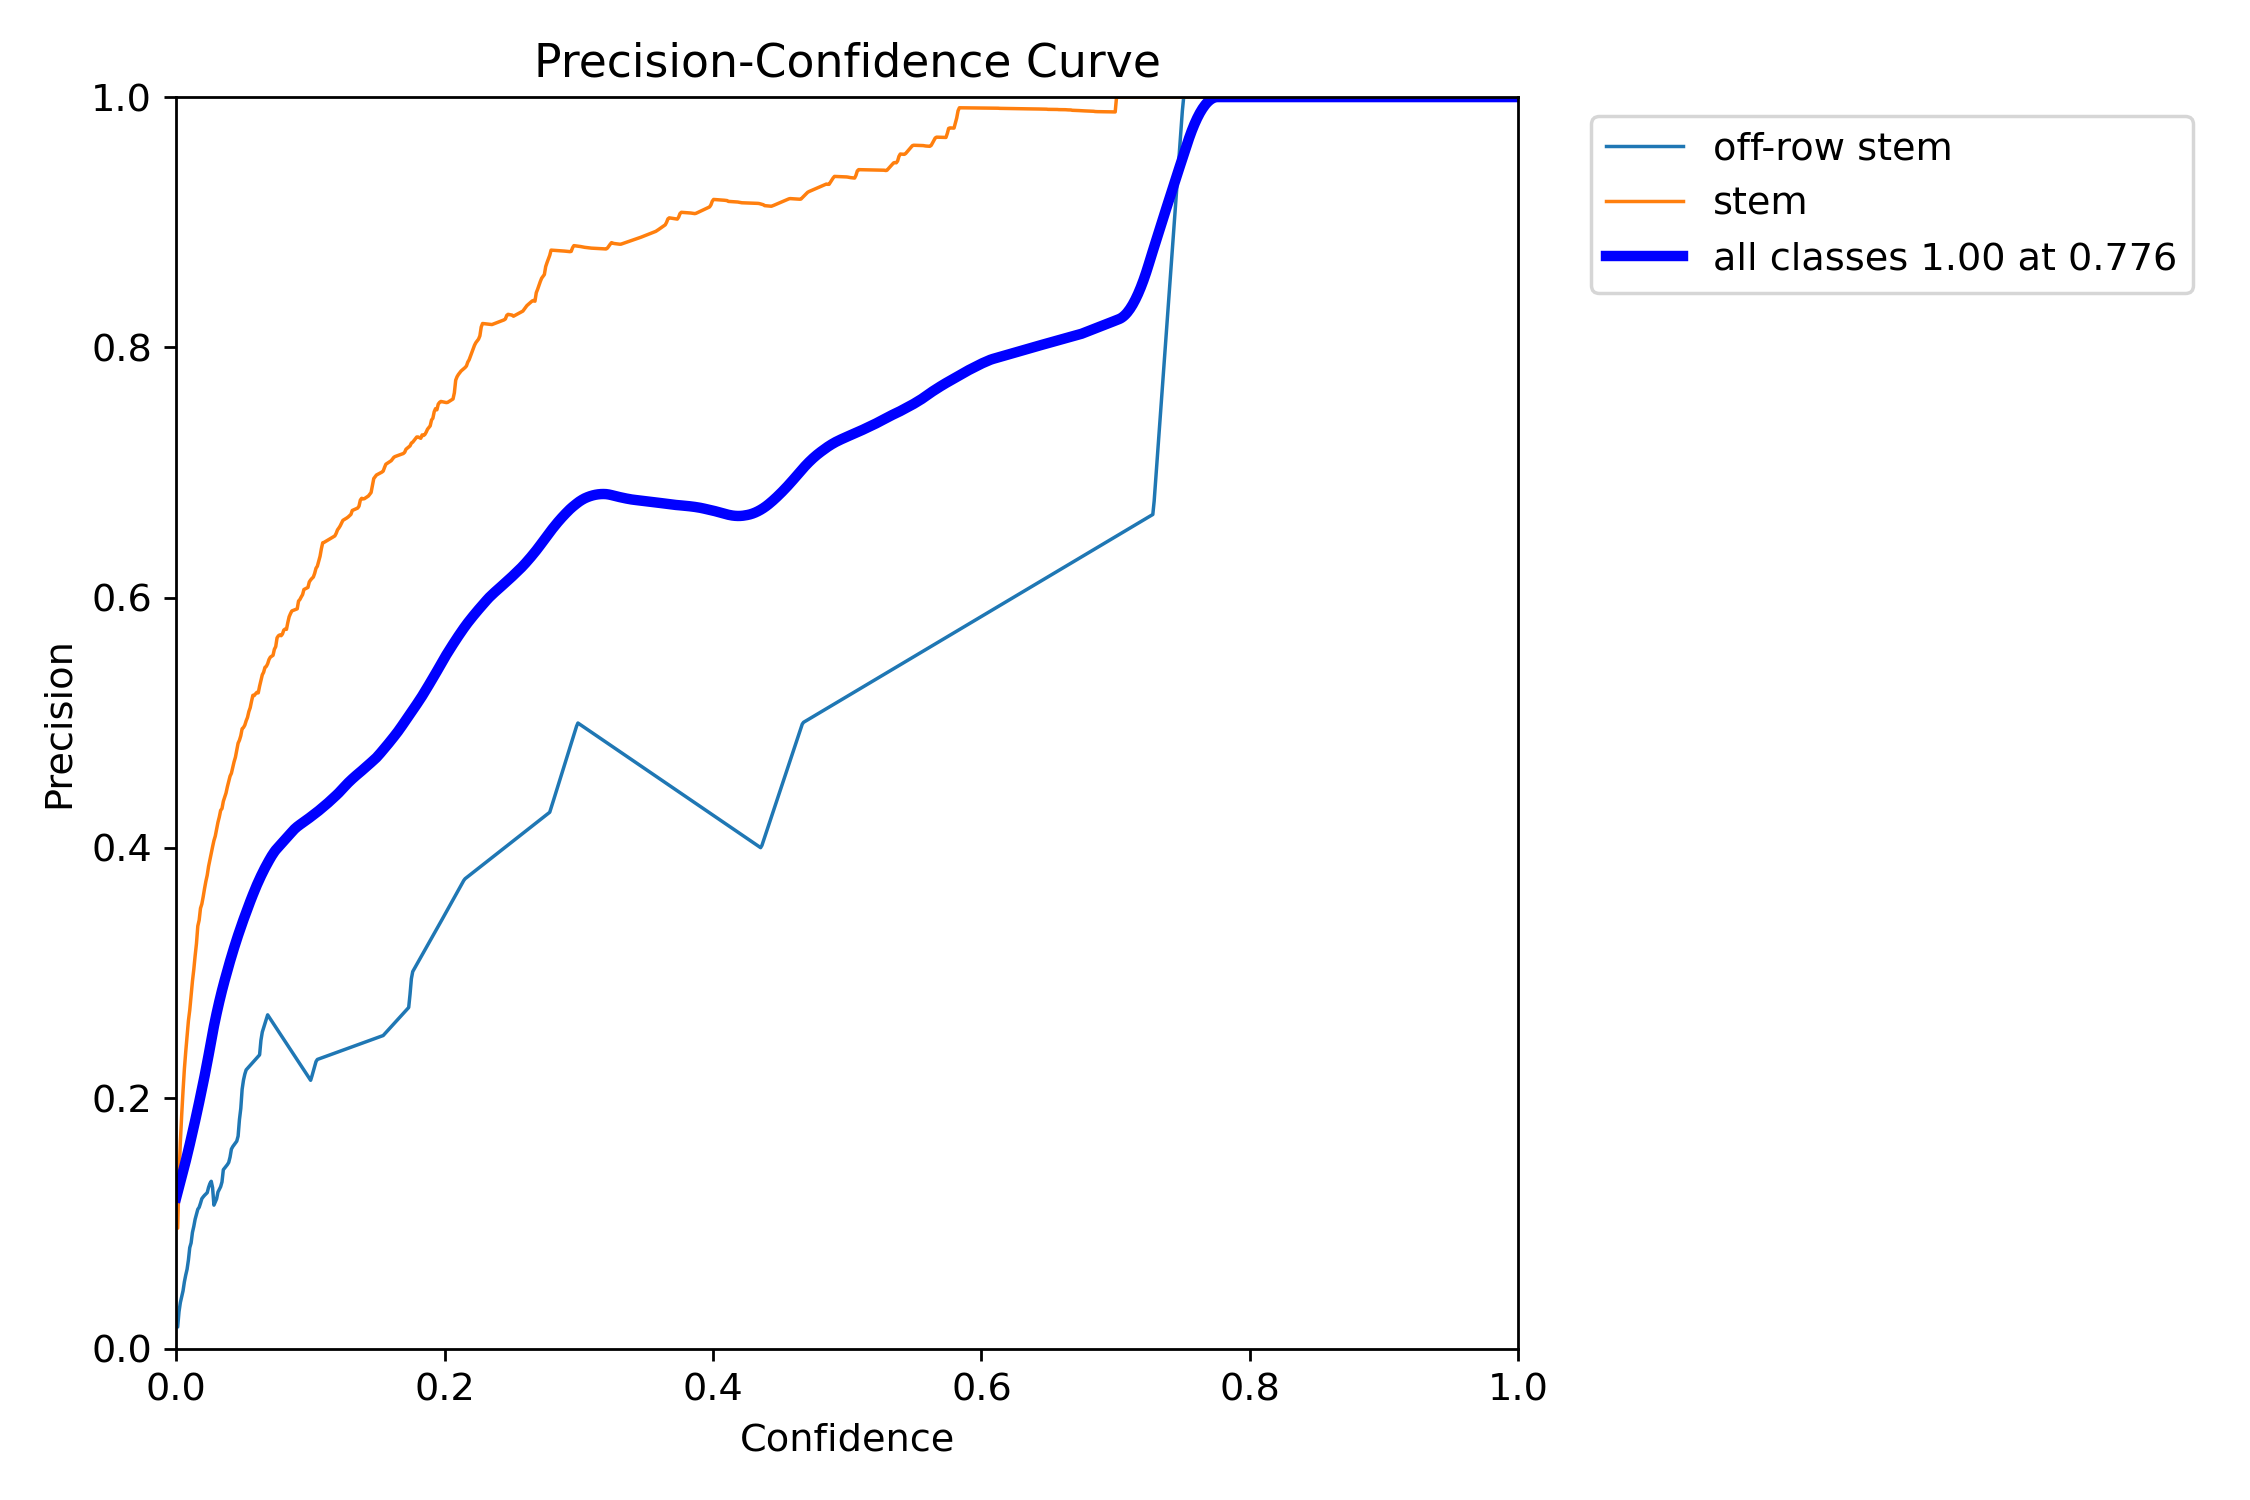 Precision-Confidence Curve
1.0
0.8
0.6
0.4
0.2
0.0
Precision
0.0 0.2 0.4 0.6 0.8 1.0
Confidence
off-row stem
stem
all classes 1.00 at 0.776